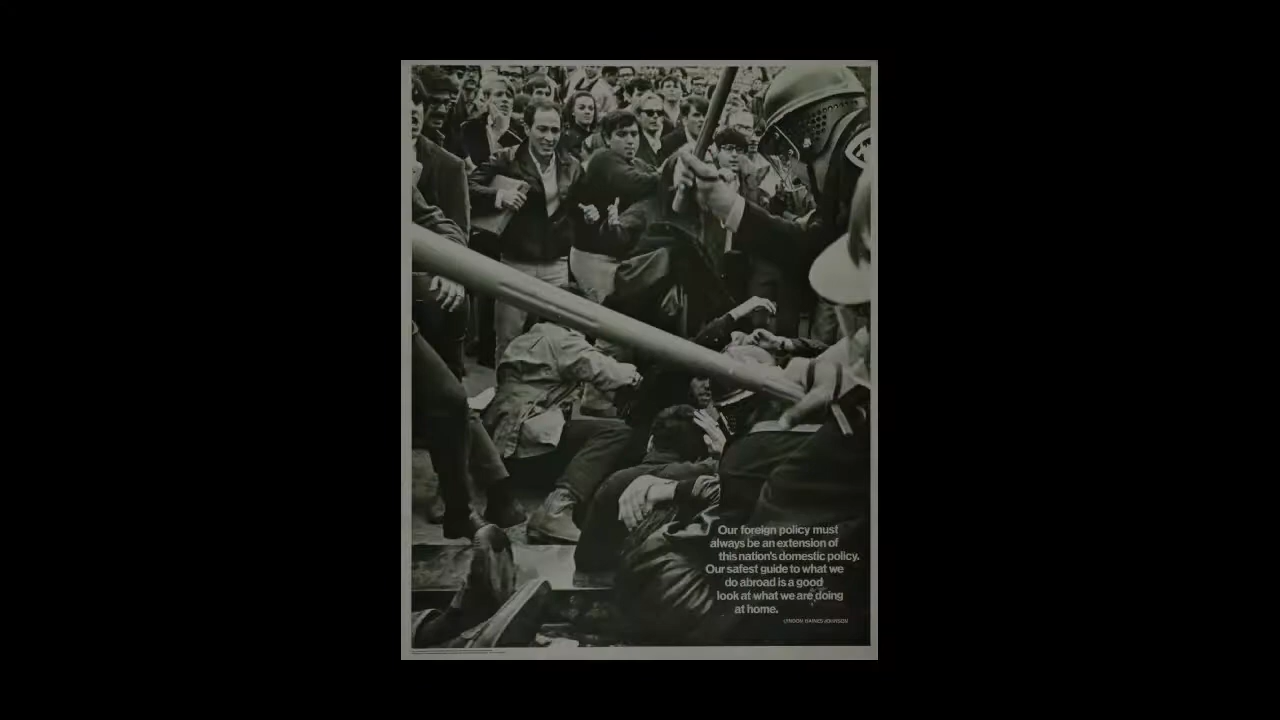 Our foreign policy must
always be an extension of
this nation's domestic policy.
Our safest guide to what we
do abroad is a good
look at what we are doing
at home.
LYNDON BAINES JOHNSON